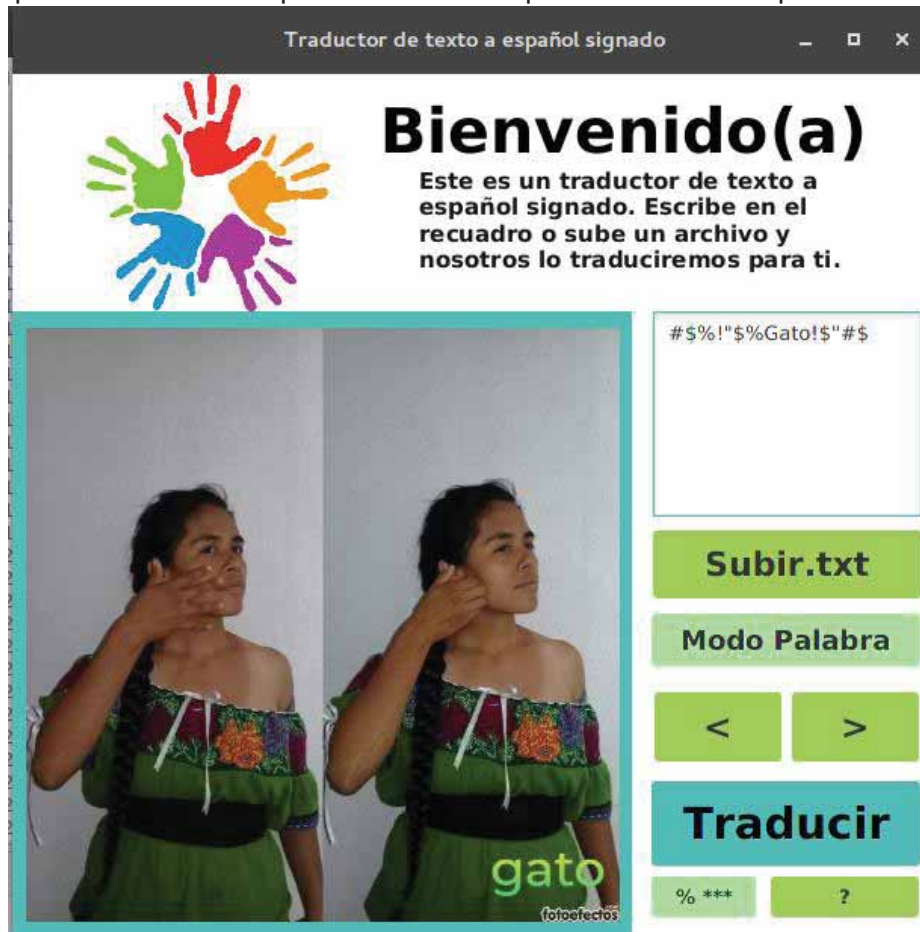 Traductor de texto a español signado
Bienvenido(a)
Este es un traductor de texto a
español signado. Escribe en el
recuadro o sube un archivo y
nosotros lo traduciremos para ti.
#$%!"$%Gato!$"#$
Subir.txt
Modo Palabra
< >
Traducir
% *** ?
gato
fotoefectos